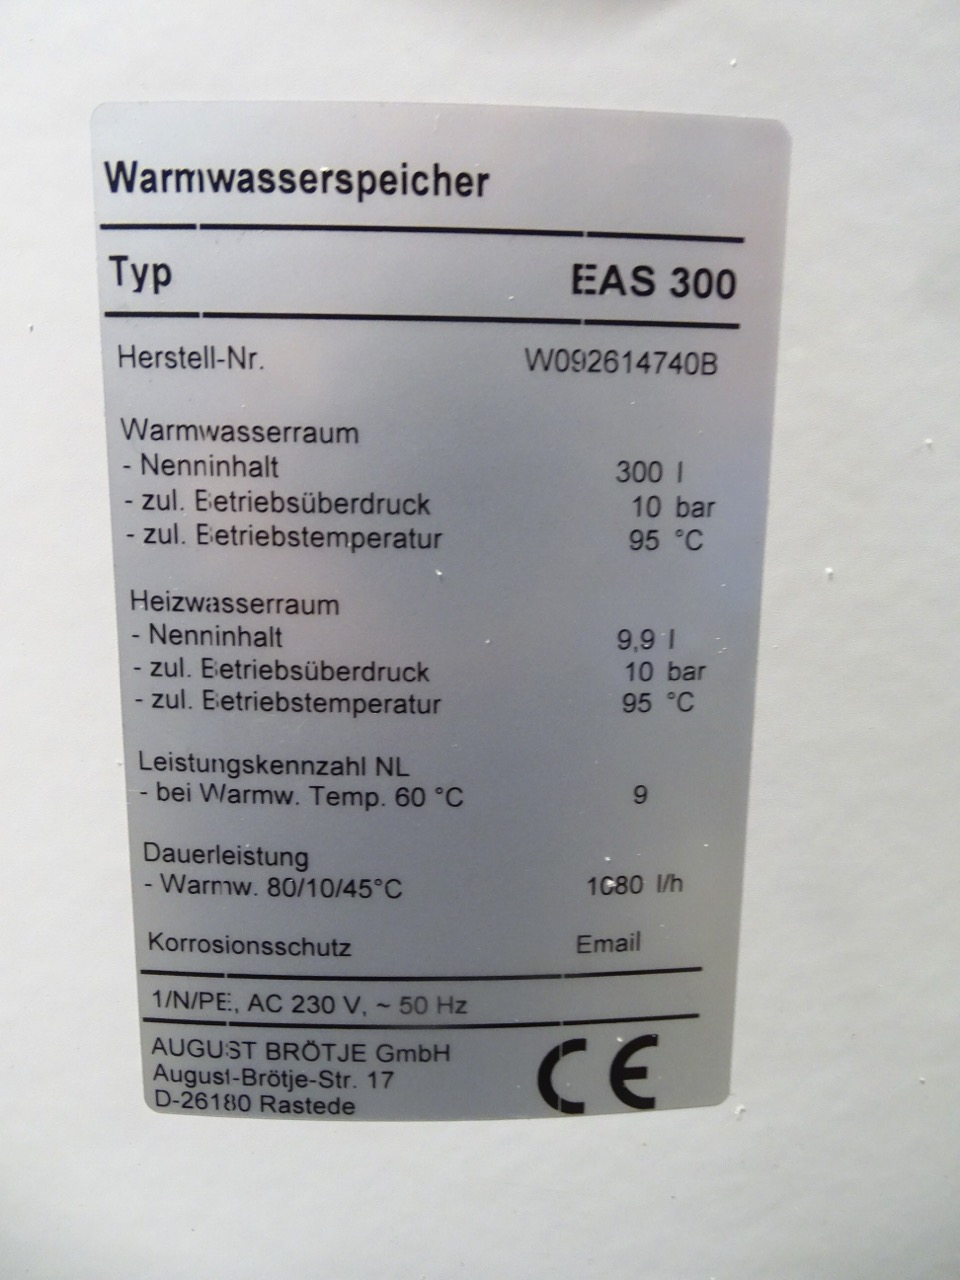 Warmwasserspeicher
Typ EAS 300
Herstell-Nr. W092614740B
Warmwasserraum
- Nenninhalt 300 l
- zul. Betriebsüberdruck 10 bar
- zul. Betriebstemperatur 95 °C
Heizwasserraum
- Nenninhalt 9,9 l
- zul. Betriebsüberdruck 10 bar
- zul. Betriebstemperatur 95 °C
Leistungskennzahl NL
- bei Warmw. Temp. 60 °C 9
Dauerleistung
- Warmw. 80/10/45°C 1080 l/h
Korrosionsschutz Email
1/N/PE, AC 230 V, ~ 50 Hz
AUGUST BRÖTJE GmbH
August-Brötje-Str. 17
D-26180 Rastede
CE